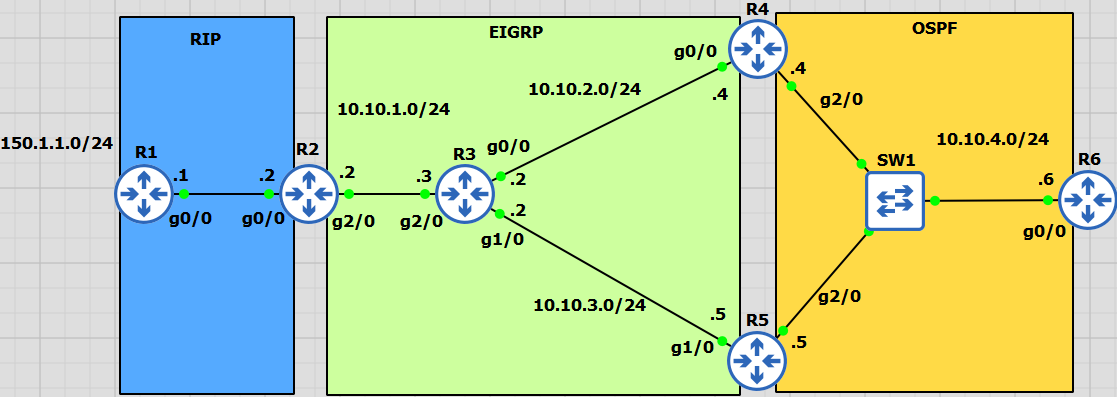 RIP
EIGRP
R4
OSPF
g0/0
.4
10.10.2.0/24
.4
g2/0
10.10.1.0/24
150.1.1.0/24
10.10.4.0/24
R1
R2
R3
g0/0
SW1
R6
.1
.2
.2
.3
.2
.6
g0/0
g0/0
g2/0
g2/0
.2
g1/0
g0/0
10.10.3.0/24
g2/0
.5
R5
g1/0
.5